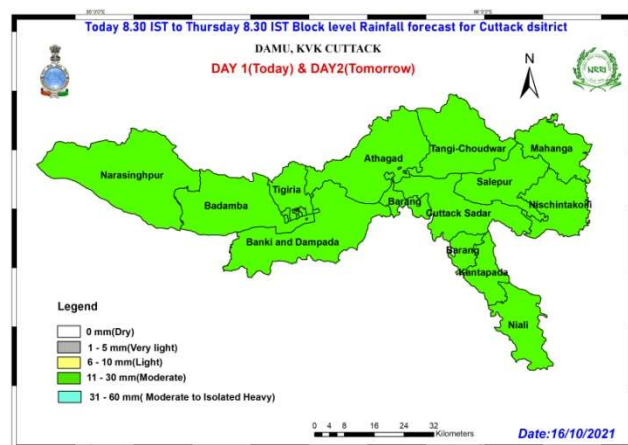 Today 8.30 IST to Thursday 8.30 IST Block level Rainfall forecast for Cuttack dsitrict
DAMU, KVK CUTTACK
DAY 1(Today) & DAY2(Tomorrow)
N
NRRI
Narasinghpur
Badamba
Tigiria
Banki and Dampada
Athagad
Tangi-Choudwar
Mahanga
Salepur
Barang
Nischintakoili
Cuttack Sadar
Barang
Kantapada
Niali
Legend
0 mm(Dry)
1 - 5 mm(Very light)
6 - 10 mm(Light)
11 - 30 mm(Moderate)
31 - 60 mm( Moderate to Isolated Heavy)
0 4 8 16 24 32
Kilometers
Date:16/10/2021